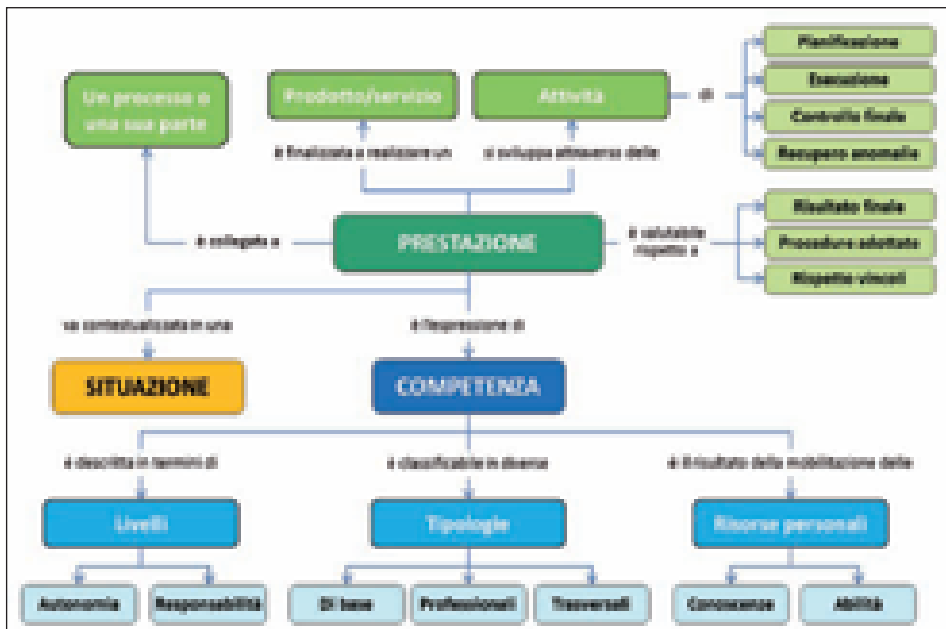 Pianificazione
Un processo o
una sua parte
Prodotto/servizio
Attività
di
Esecuzione
Controllo finale
Recupero anomalie
è finalizzata a realizzare un
si sviluppa attraverso delle
Risultato finale
è collegata a
PRESTAZIONE
è valutabile
rispetto a
Procedure adottate
Rispetto vincoli
va contestualizzata in una
è l'espressione di
SITUAZIONE
COMPETENZA
è descritta in termini di
è classificabile in diverse
è il risultato della mobilitazione delle
Livelli
Tipologie
Risorse personali
Autonomia
Responsabilità
Di base
Professionali
Trasversali
Conoscenze
Abilità